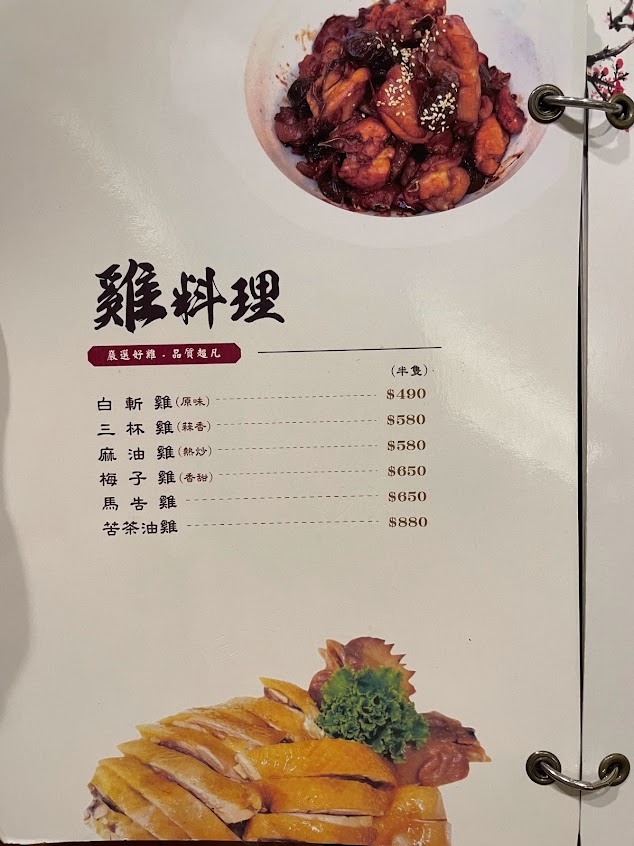 雞料理
嚴選好雞．品質超凡
(半隻)
白斬雞(原味) $490
三杯雞(蒜香) $580
麻油雞(熱炒) $580
梅子雞(香甜) $650
馬告雞 $650
苦茶油雞 $880